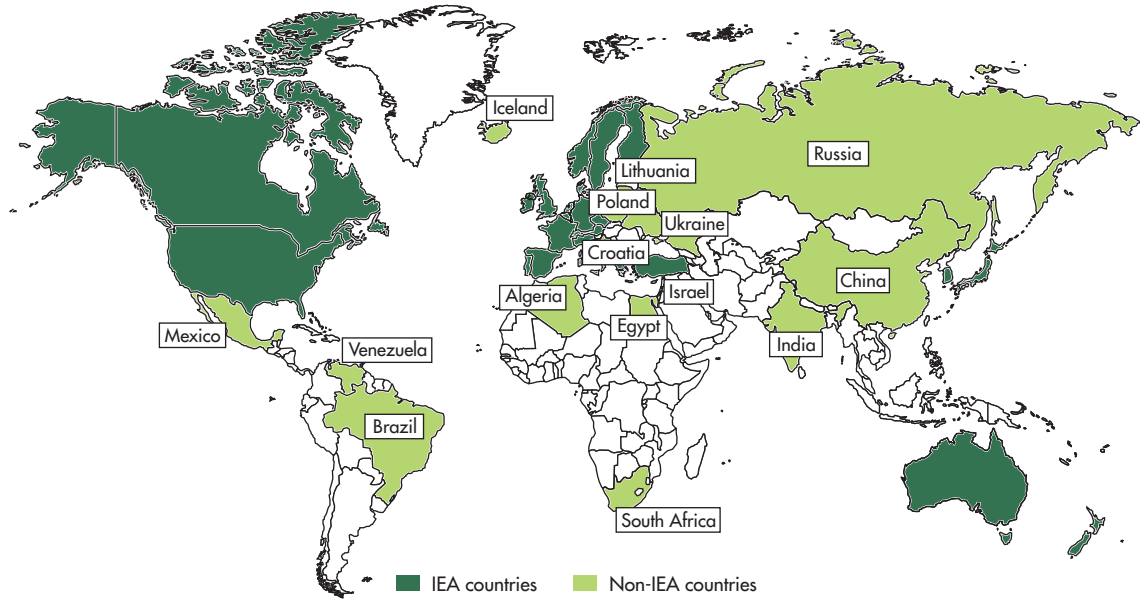 Iceland
Russia
Lithuania
Poland
Ukraine
Croatia
China
Algeria
Israel
Egypt
Mexico
India
Venezuela
Brazil
South Africa
IEA countries
Non-IEA countries